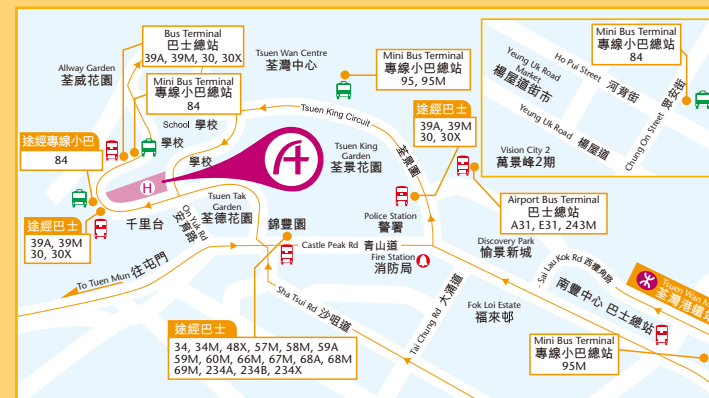 Bus Terminal
巴士總站
39A, 39M, 30, 30X
Allway Garden
荃威花園
Mini Bus Terminal
專線小巴總站
84
Tsuen Wan Centre
荃灣中心
Mini Bus Terminal
專線小巴總站
95, 95M
途經巴士
39A, 39M
30, 30X
Yeung Uk Road
Market
楊屋道街市
Ho Pui Street 河背街
Mini Bus Terminal
專線小巴總站
84
Yeung Uk Road 楊屋道
Chung On Street 眾安街
Vision City 2
萬景峰2期
School 學校
學校
學校
途經專線小巴
84
Tsuen King Circuit
荃景圍
Tsuen King
Garden
荃景花園
H
Tsuen Tak
Garden
荃德花園
On Yuk Rd
安育路
千里台
途經巴士
39A, 39M
30, 30X
錦豐園
Police Station
警署
Airport Bus Terminal
巴士總站
A31, E31, 243M
Castle Peak Rd 青山道
Fire Station
消防局
Discovery Park
愉景新城
Sai Lau Kok Rd 西樓角路
Tsuen Wan M
荃灣港鐵站
南豐中心 巴士總站
To Tuen Mun 往屯門
Sha Tsui Rd 沙咀道
Tai Chung Rd 大涌道
Fok Loi Estate
福來邨
途經巴士
34, 34M, 48X, 57M, 58M, 59A
59M, 60M, 66M, 67M, 68A, 68M
69M, 234A, 234B, 234X
Mini Bus Terminal
專線小巴總站
95M